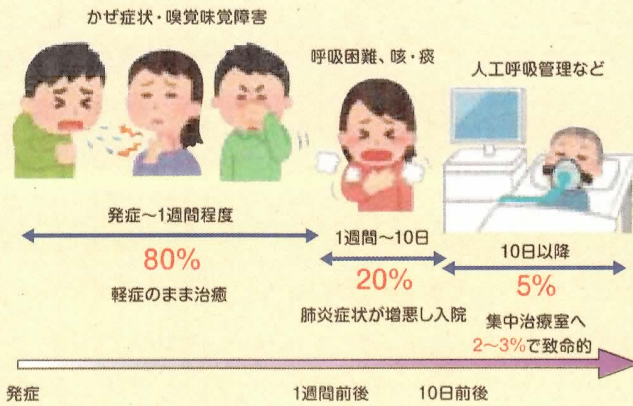 かぜ症状・嗅覚味覚障害
呼吸困難、咳・痰
人工呼吸管理など
発症～1週間程度
80%
軽症のまま治癒
1週間～10日
20%
肺炎症状が増悪し入院
10日以降
5%
集中治療室へ
2～3%で致命的
発症
1週間前後
10日前後